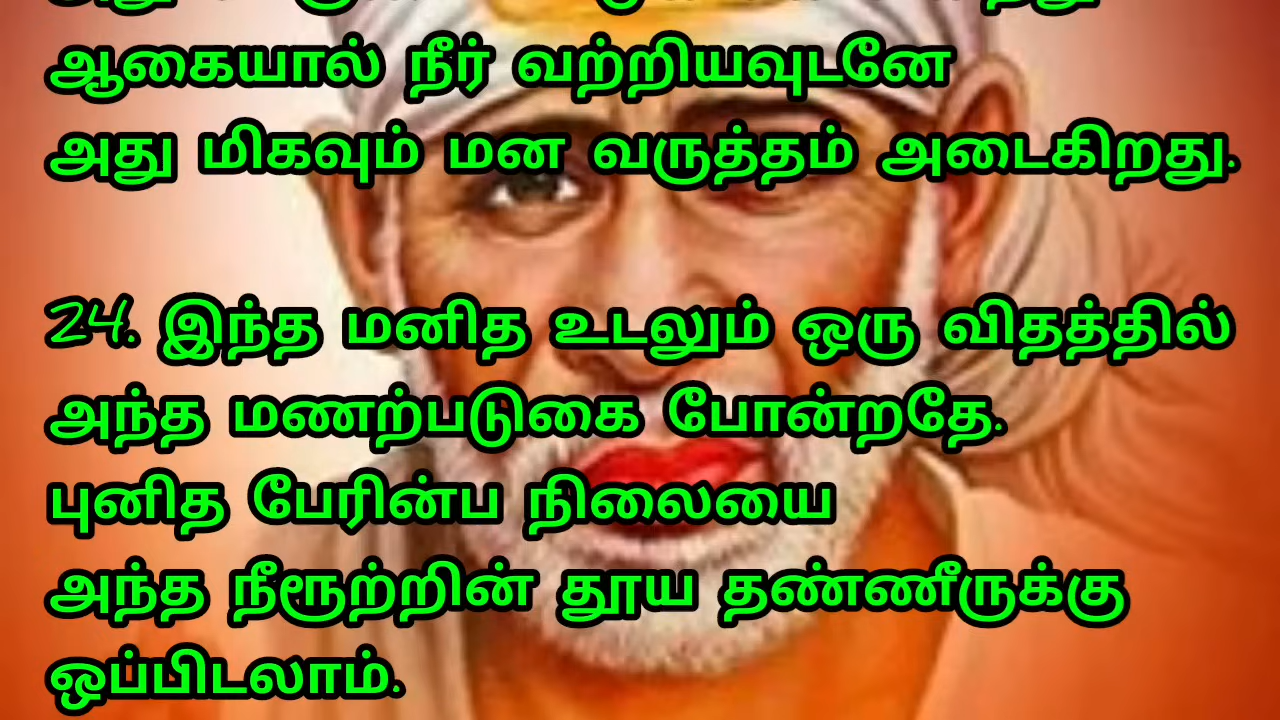 ஆகையால் நீர் வற்றியவுடனே
அது மிகவும் மன வருத்தம் அடைகிறது.
24. இந்த மனித உடலும் ஒரு விதத்தில்
அந்த மணற்படுகை போன்றதே.
புனித பேரின்ப நிலையை
அந்த நீரூற்றின் தூய தண்ணீருக்கு
ஒப்பிடலாம்.